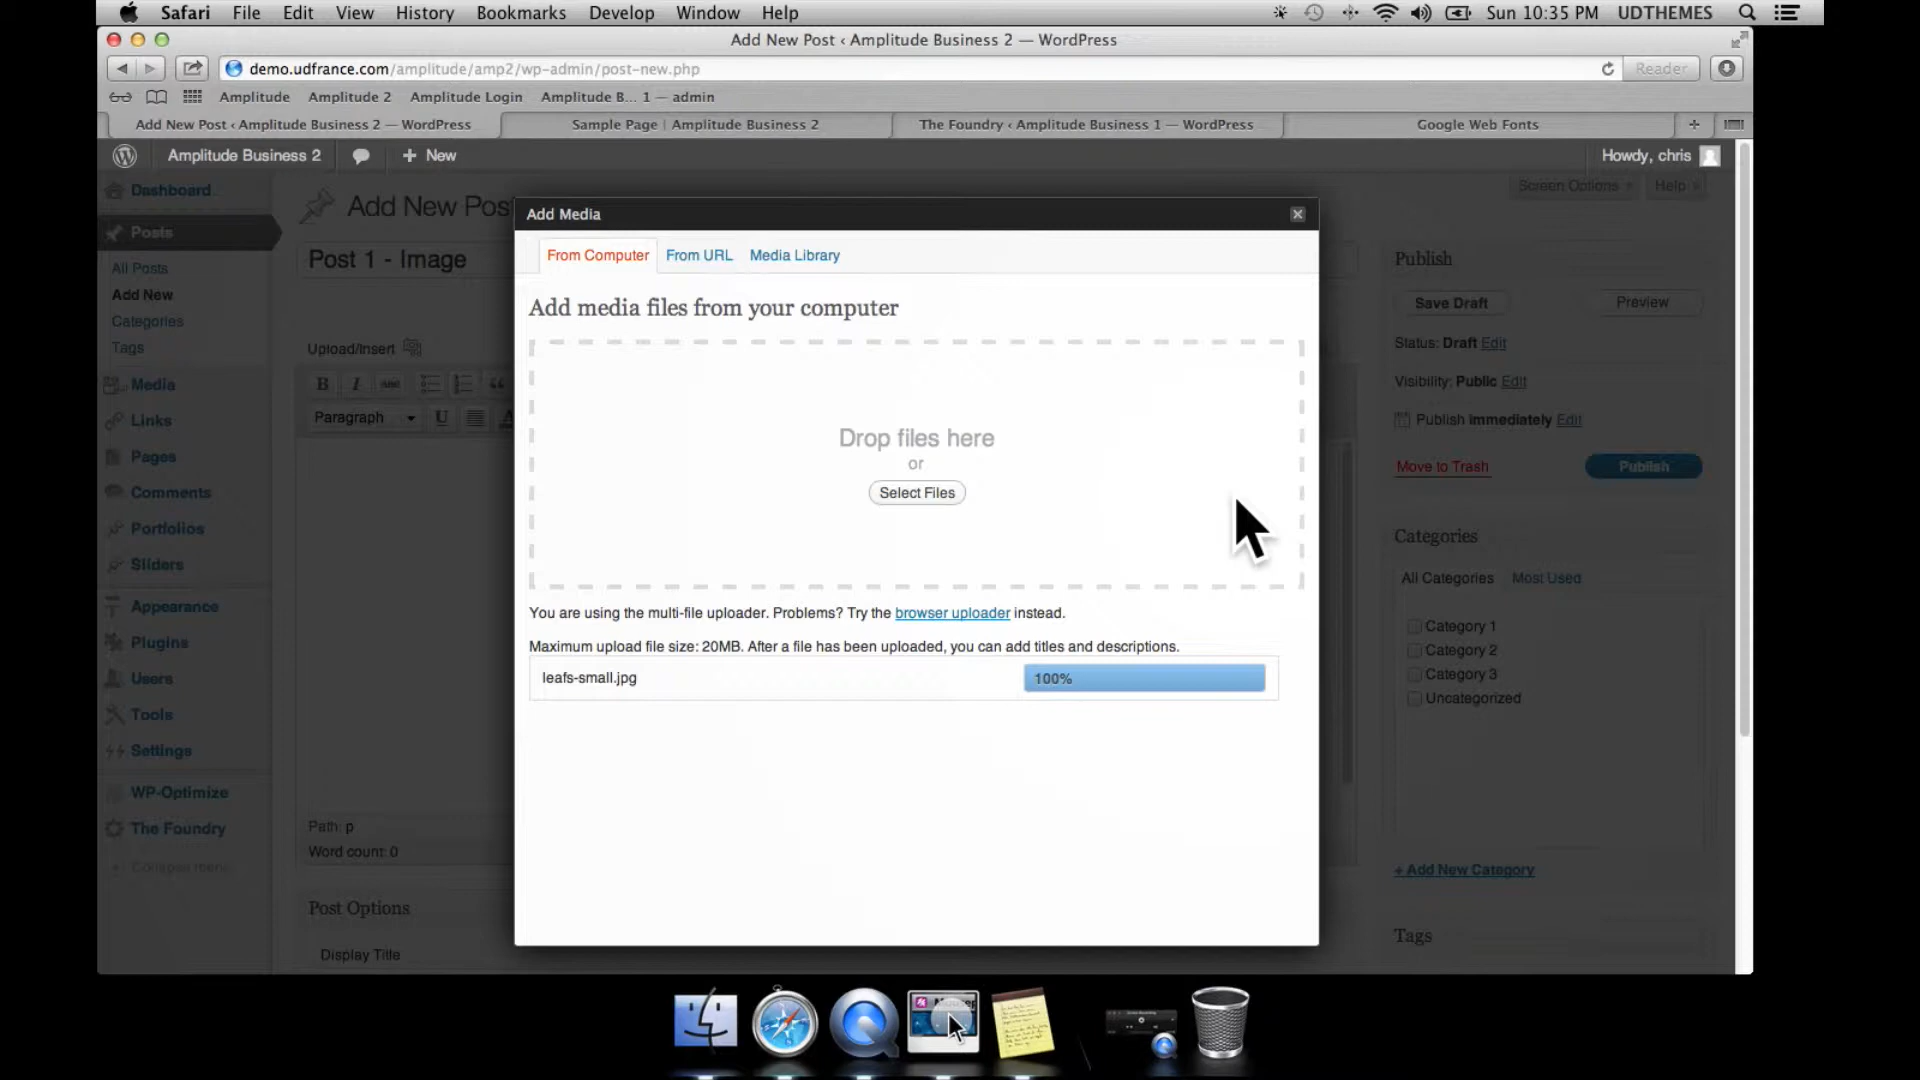 Safari File Edit View History Bookmarks Develop Window Help Sun 10:35 PM UDTHEMES
Add New Post ‹ Amplitude Business 2 — WordPress
demo.udfrance.com/amplitude/amp2/wp-admin/post-new.php Reader
Amplitude Amplitude 2 Amplitude Login Amplitude B... 1 — admin
Add New Post ‹ Amplitude Business 2 — WordPress Sample Page | Amplitude Business 2 The Foundry ‹ Amplitude Business 1 — WordPress Google Web Fonts
Amplitude Business 2 + New Howdy, chris
Screen Options Help
Dashboard
Posts
All Posts
Add New
Categories
Tags
Media
Links
Pages
Comments
Portfolios
Sliders
Appearance
Plugins
Users
Tools
Settings
WP-Optimize
The Foundry
Collapse menu
Add New Pos
Post 1 - Image
Upload/Insert
B I ABC
Paragraph U A
Path: p
Word count: 0
Post Options
Display Title
Add Media
From Computer From URL Media Library
Add media files from your computer
Drop files here
or
Select Files
You are using the multi-file uploader. Problems? Try the browser uploader instead.
Maximum upload file size: 20MB. After a file has been uploaded, you can add titles and descriptions.
leafs-small.jpg 100%
Publish
Save Draft Preview
Status: Draft Edit
Visibility: Public Edit
Publish immediately Edit
Move to Trash Publish
Categories
All Categories Most Used
Category 1
Category 2
Category 3
Uncategorized
+ Add New Category
Tags